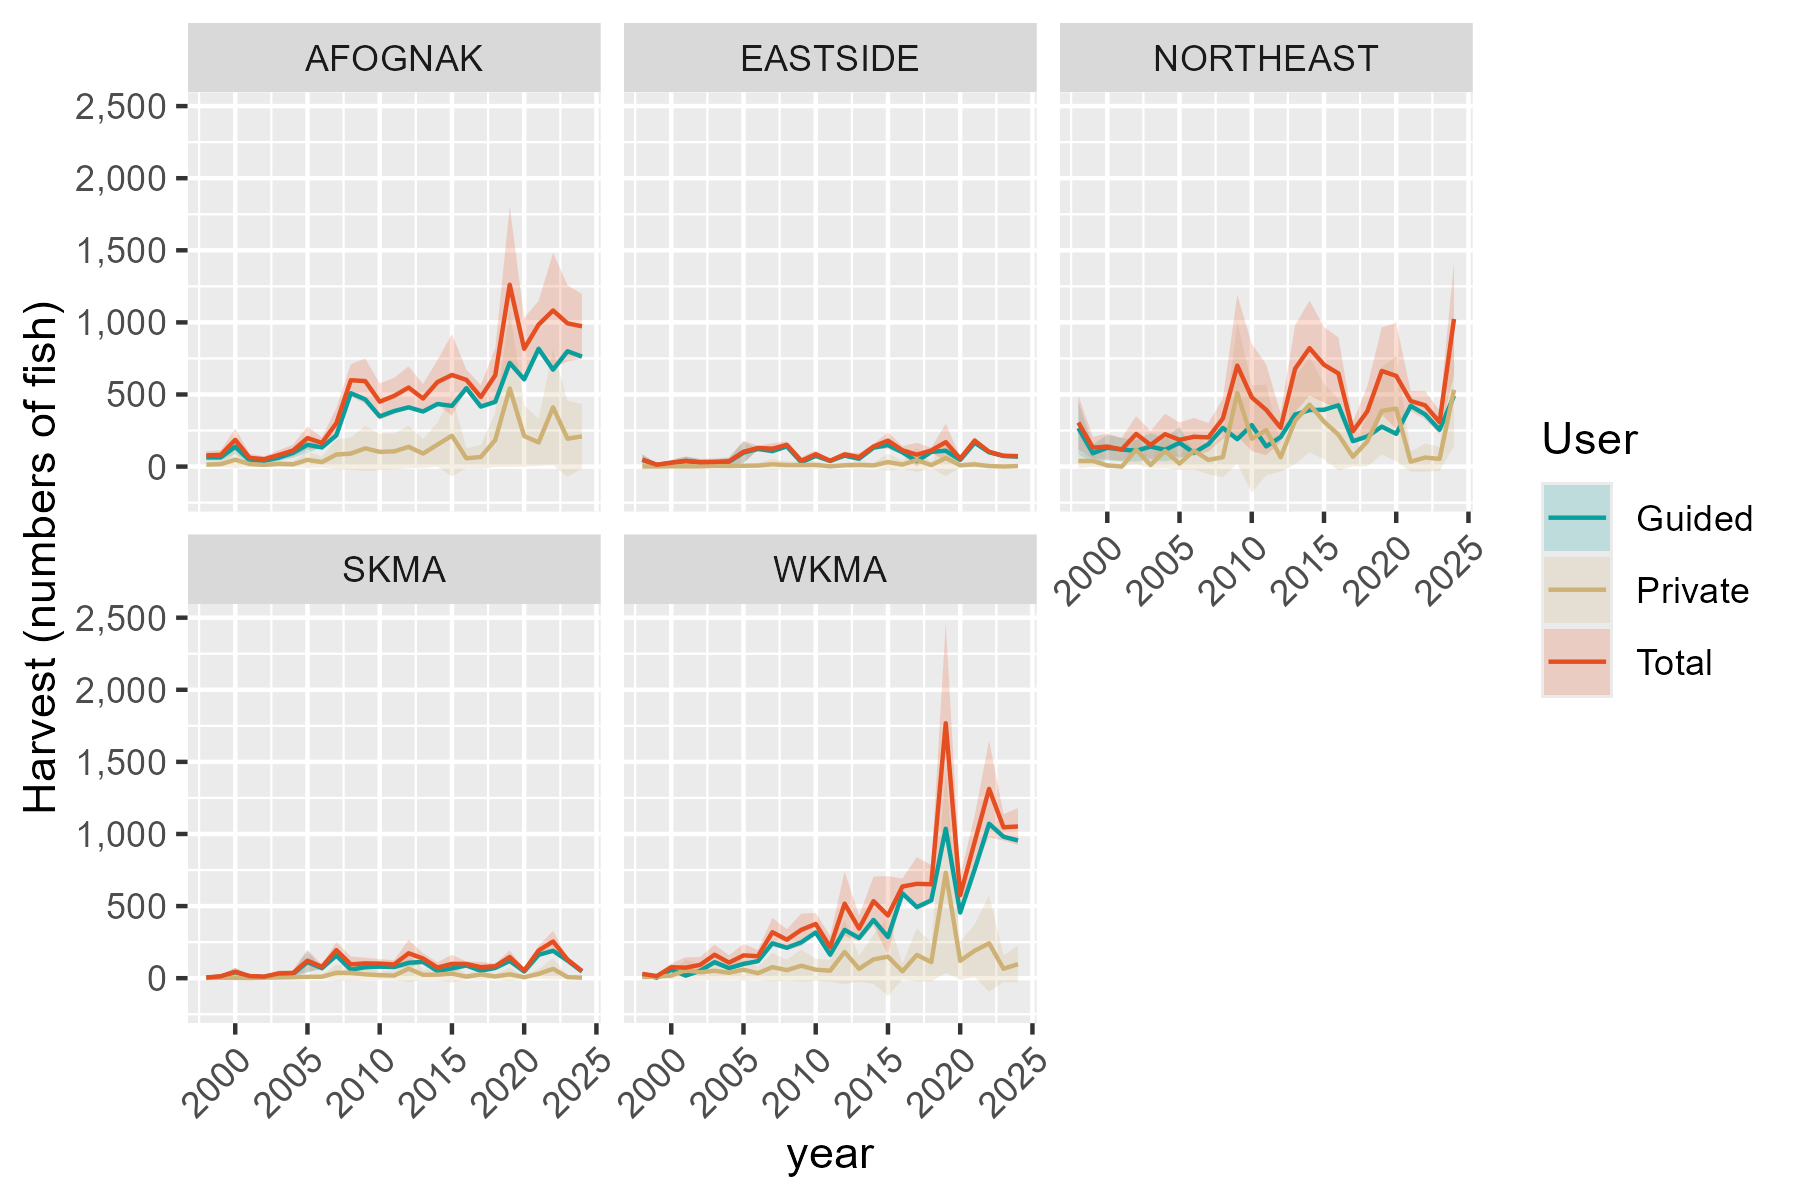 AFOGNAK EASTSIDE NORTHEAST
2,500
2,000
1,500
1,000
500
0
2000 2005 2010 2015 2020 2025
SKMA WKMA
2,500
2,000
1,500
1,000
500
0
2000 2005 2010 2015 2020 2025 2000 2005 2010 2015 2020 2025
year
Harvest (numbers of fish)
User
Guided
Private
Total